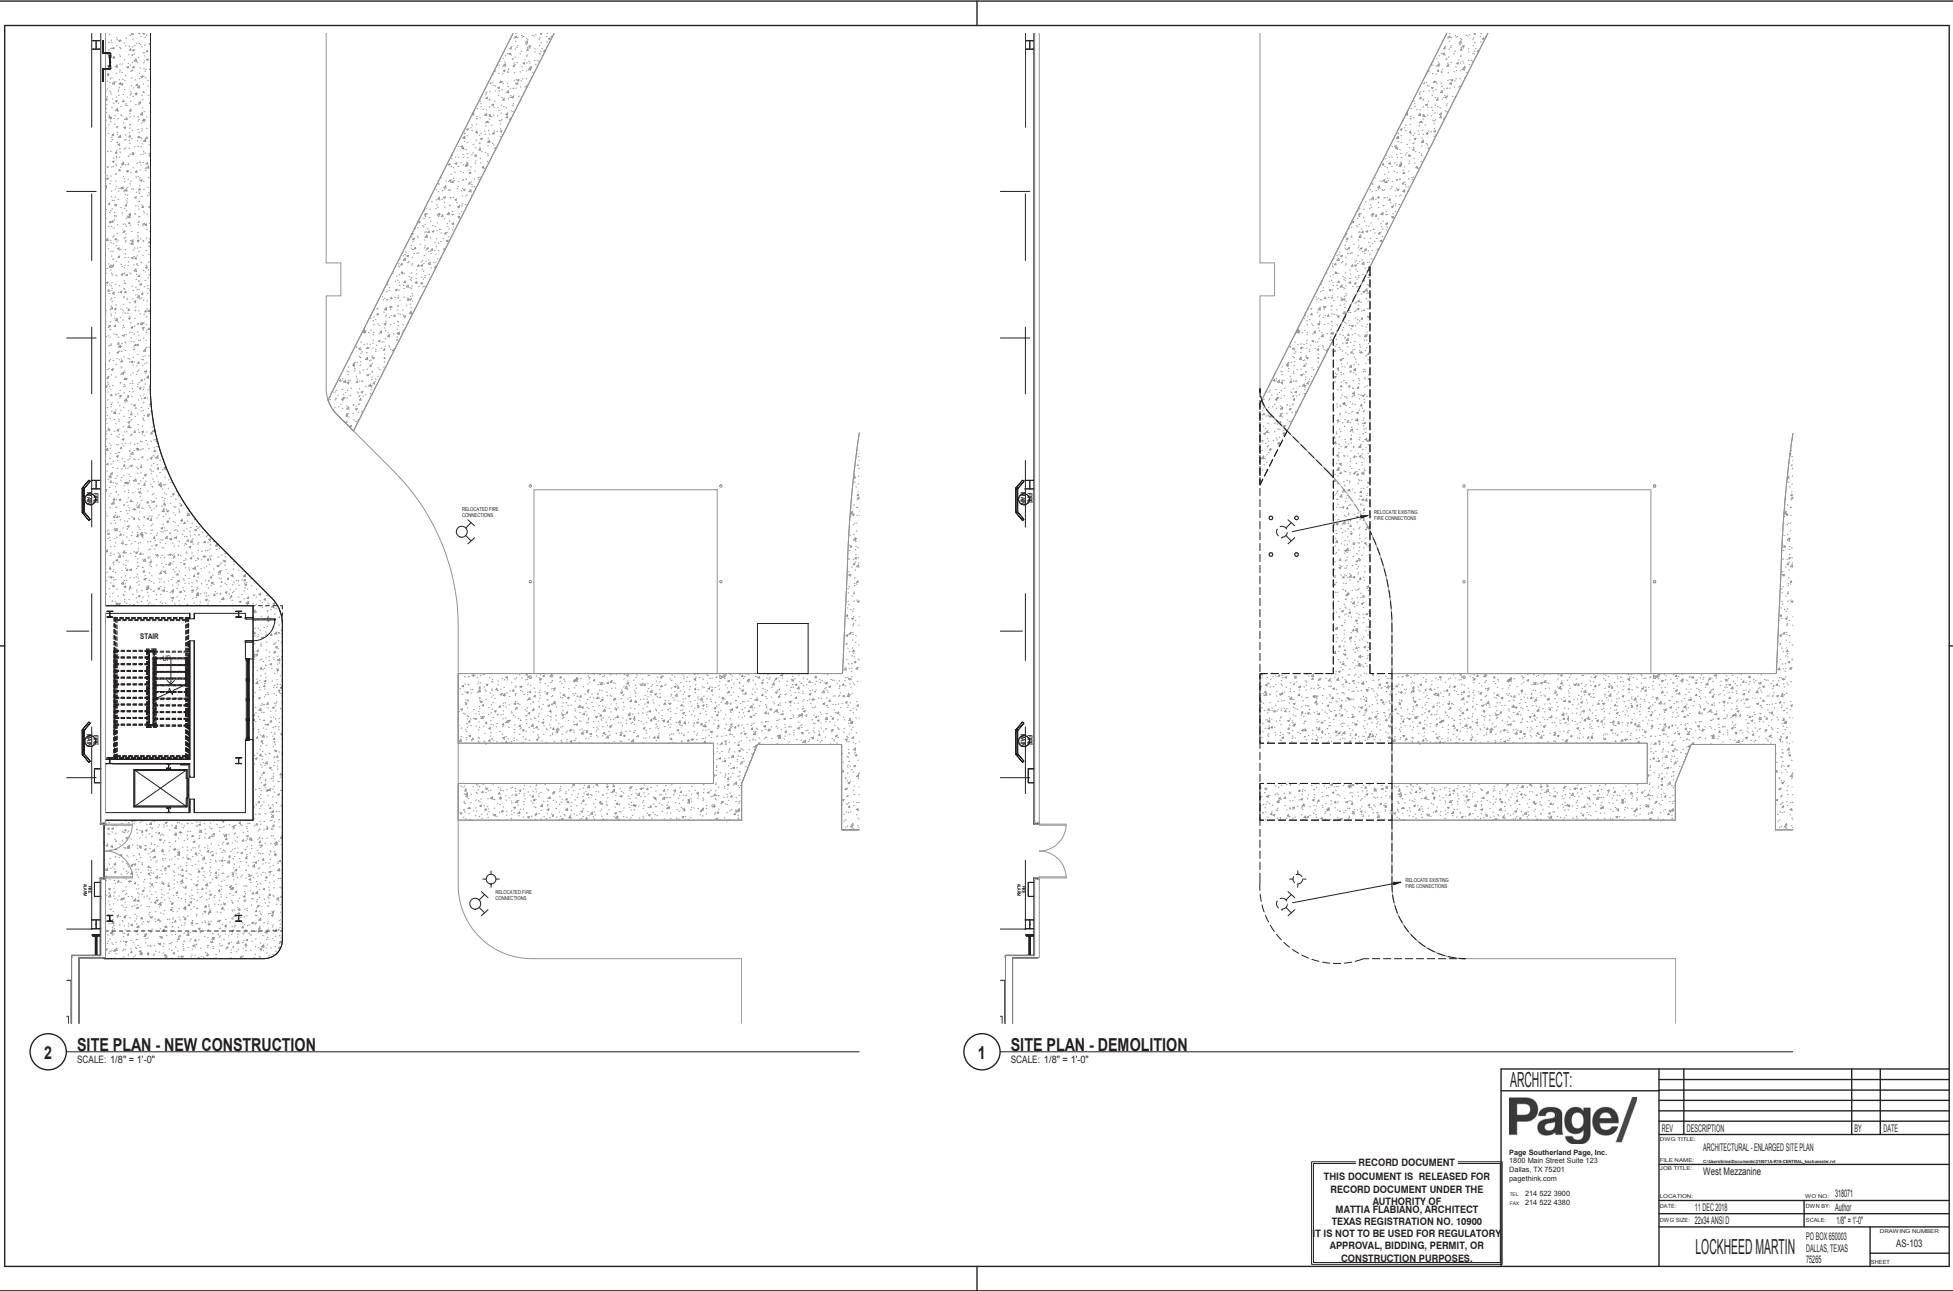 RELOCATED FIRE
CONNECTIONS
STAIR
UP
RELOCATED FIRE
CONNECTIONS
2
SITE PLAN - NEW CONSTRUCTION
SCALE: 1/8" = 1'-0"
RELOCATE EXISTING
FIRE CONNECTIONS
RELOCATE EXISTING
FIRE CONNECTIONS
1
SITE PLAN - DEMOLITION
SCALE: 1/8" = 1'-0"
RECORD DOCUMENT
THIS DOCUMENT IS RELEASED FOR
RECORD DOCUMENT UNDER THE
AUTHORITY OF
MATTIA FLABIANO, ARCHITECT
TEXAS REGISTRATION NO. 10900
IT IS NOT TO BE USED FOR REGULATORY
APPROVAL, BIDDING, PERMIT, OR
CONSTRUCTION PURPOSES.
ARCHITECT:
Page/
Page Southerland Page, Inc.
1800 Main Street Suite 123
Dallas, TX 75201
pagethink.com
TEL 214 522 3900
FAX 214 522 4380
REV DESCRIPTION BY DATE
DWG TITLE: ARCHITECTURAL - ENLARGED SITE PLAN
FILE NAME:
JOB TITLE: West Mezzanine
LOCATION: WO NO: 318071
DATE: 11 DEC 2018 DWN BY: Author
DWG SIZE: 22x34 ANSI D SCALE: 1/8" = 1'-0"
LOCKHEED MARTIN
PO BOX 650003
DALLAS, TEXAS
75265
DRAWING NUMBER
AS-103
SHEET